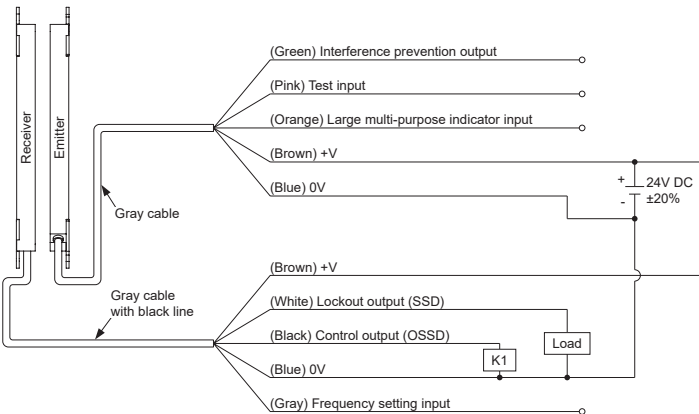 Receiver
Emitter
(Green) Interference prevention output
(Pink) Test input
(Orange) Large multi-purpose indicator input
(Brown) +V
(Blue) 0V
+
24V DC
-
±20%
Gray cable
Gray cable
with black line
(Brown) +V
(White) Lockout output (SSD)
(Black) Control output (OSSD)
K1
Load
(Blue) 0V
(Gray) Frequency setting input